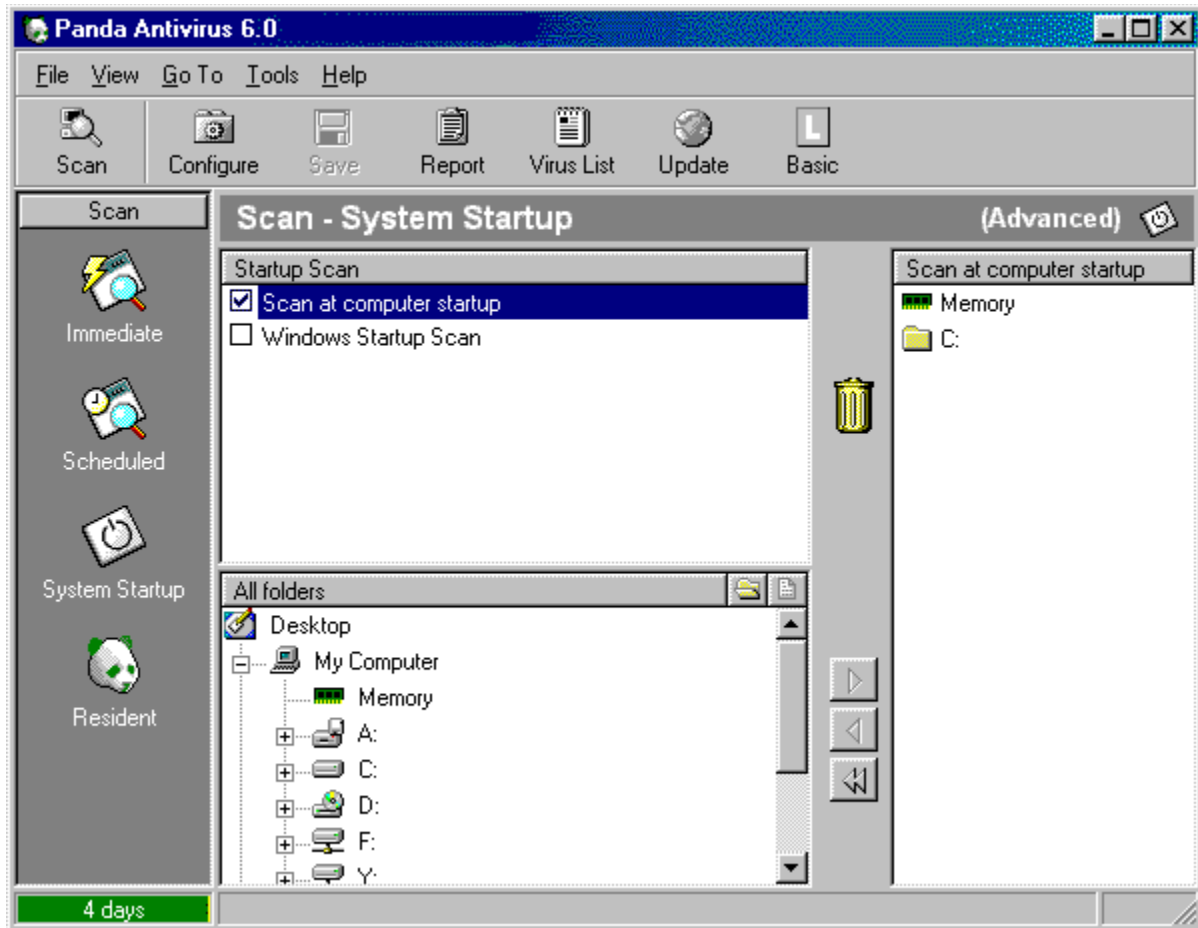 Panda Antivirus 6.0
File View Go To Tools Help
Scan Configure Save Report Virus List Update Basic
Scan
Immediate
Scheduled
System Startup
Resident
Scan - System Startup (Advanced)
Startup Scan
Scan at computer startup
Windows Startup Scan
All folders
Desktop
My Computer
Memory
A:
C:
D:
F:
Y:
Scan at computer startup
Memory
C:
4 days